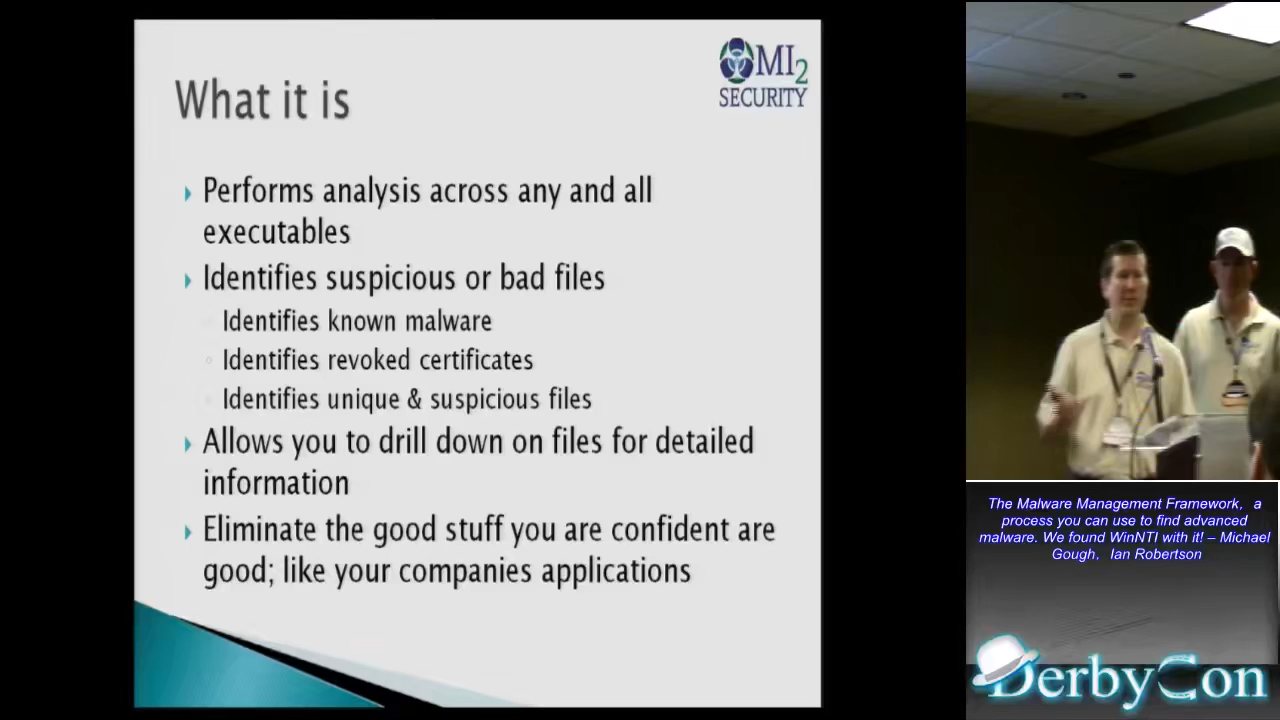 What it is
MI2
SECURITY
Performs analysis across any and all
executables
Identifies suspicious or bad files
Identifies known malware
Identifies revoked certificates
Identifies unique & suspicious files
Allows you to drill down on files for detailed
information
Eliminate the good stuff you are confident are
good; like your companies applications
The Malware Management Framework, a
process you can use to find advanced
malware. We found WinNTI with it! – Michael
Gough, Ian Robertson
DerbyCon